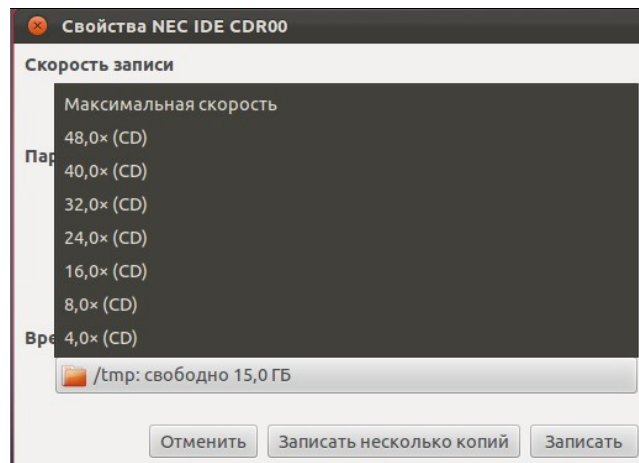 Свойства NEC IDE CDR00
Скорость записи
Максимальная скорость
48,0× (CD)
40,0× (CD)
32,0× (CD)
24,0× (CD)
16,0× (CD)
8,0× (CD)
4,0× (CD)
/tmp: свободно 15,0 ГБ
Отменить
Записать несколько копий
Записать